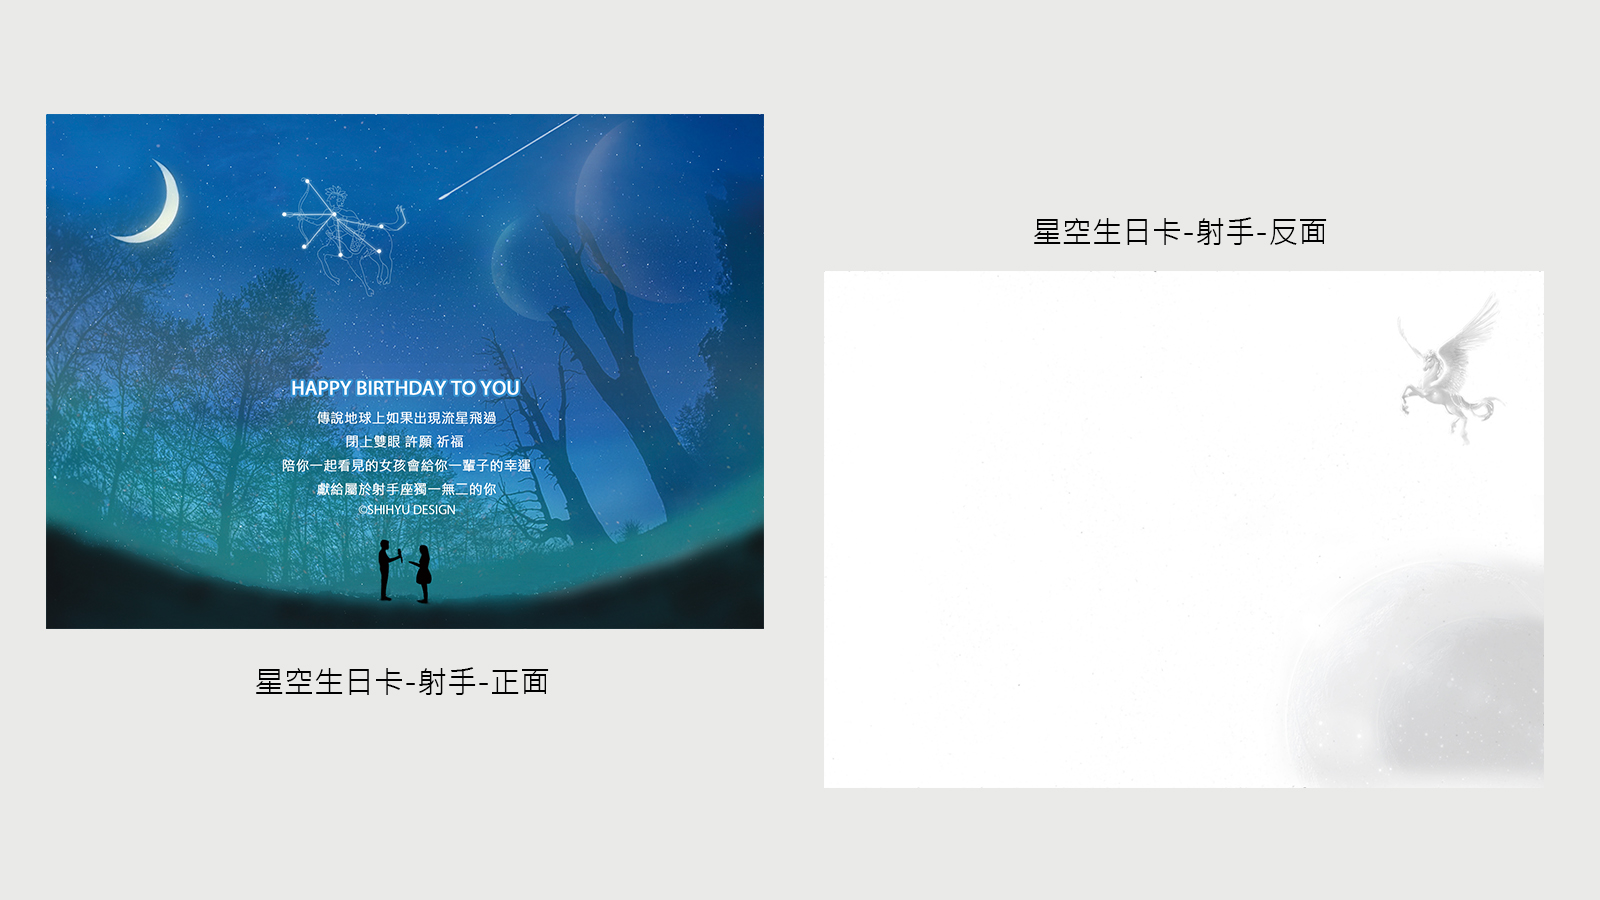 HAPPY BIRTHDAY TO YOU
傳說地球上如果出現流星飛過
閉上雙眼 許願 祈福
陪你一起看見的女孩會給你一輩子的幸運
獻給屬於射手座獨一無二的你
©SHIHYU DESIGN
星空生日卡-射手-正面
星空生日卡-射手-反面